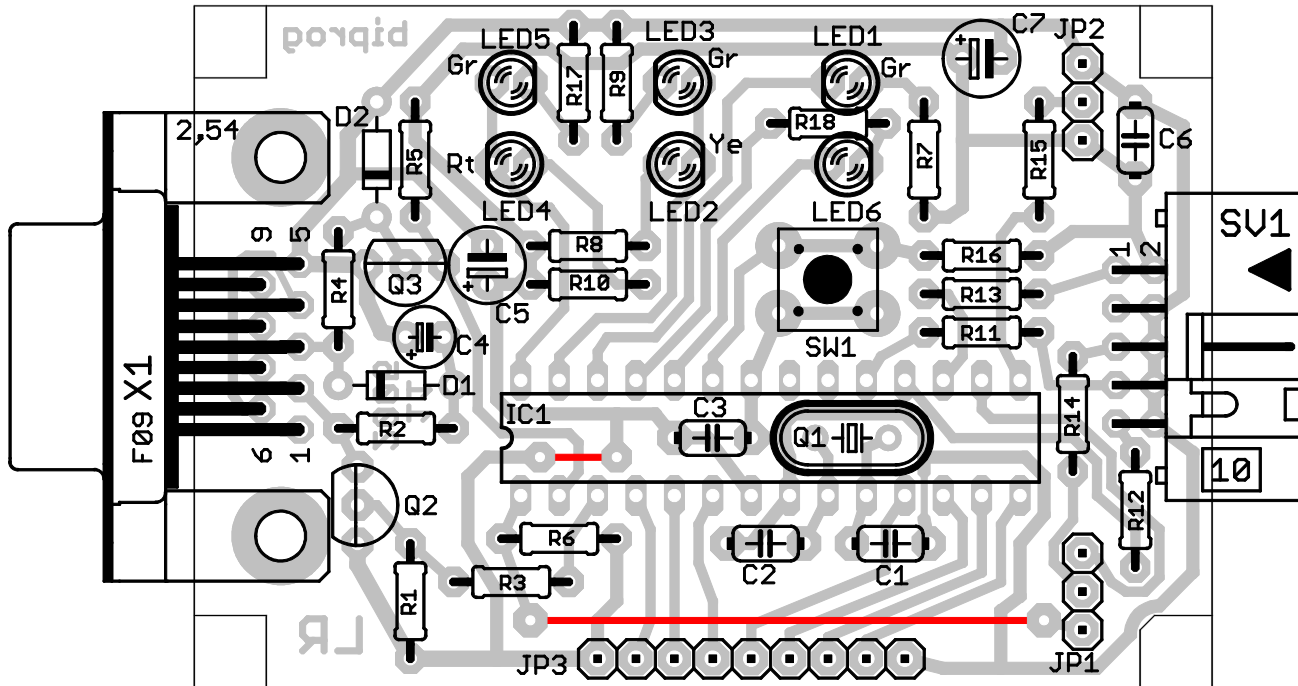 biprog
LED5
LED3
LED1
C7
JP2
Gr
R17
R9
Gr
Gr
2,54
D2
R5
R18
R7
R15
C6
Rt
Ye
LED4
LED2
LED6
9 5
SV1
R4
Q3
C5
R8
R10
R16
R13
R11
1 2
SW1
C4
F09 X1
D1
R2
IC1
C3
Q1
R14
10
6 1
Q2
R12
R6
R3
R1
C2
C1
LR
JP3
JP1